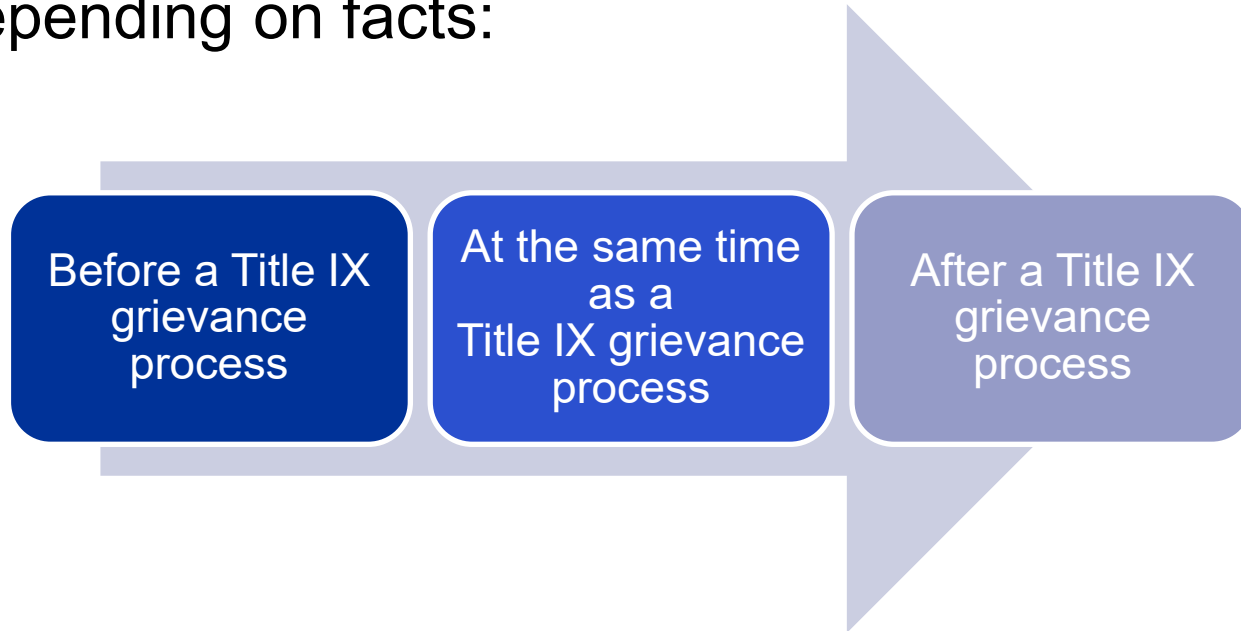 epending on facts:
Before a Title IX
grievance
process
At the same time
as a
Title IX grievance
process
After a Title IX
grievance
process